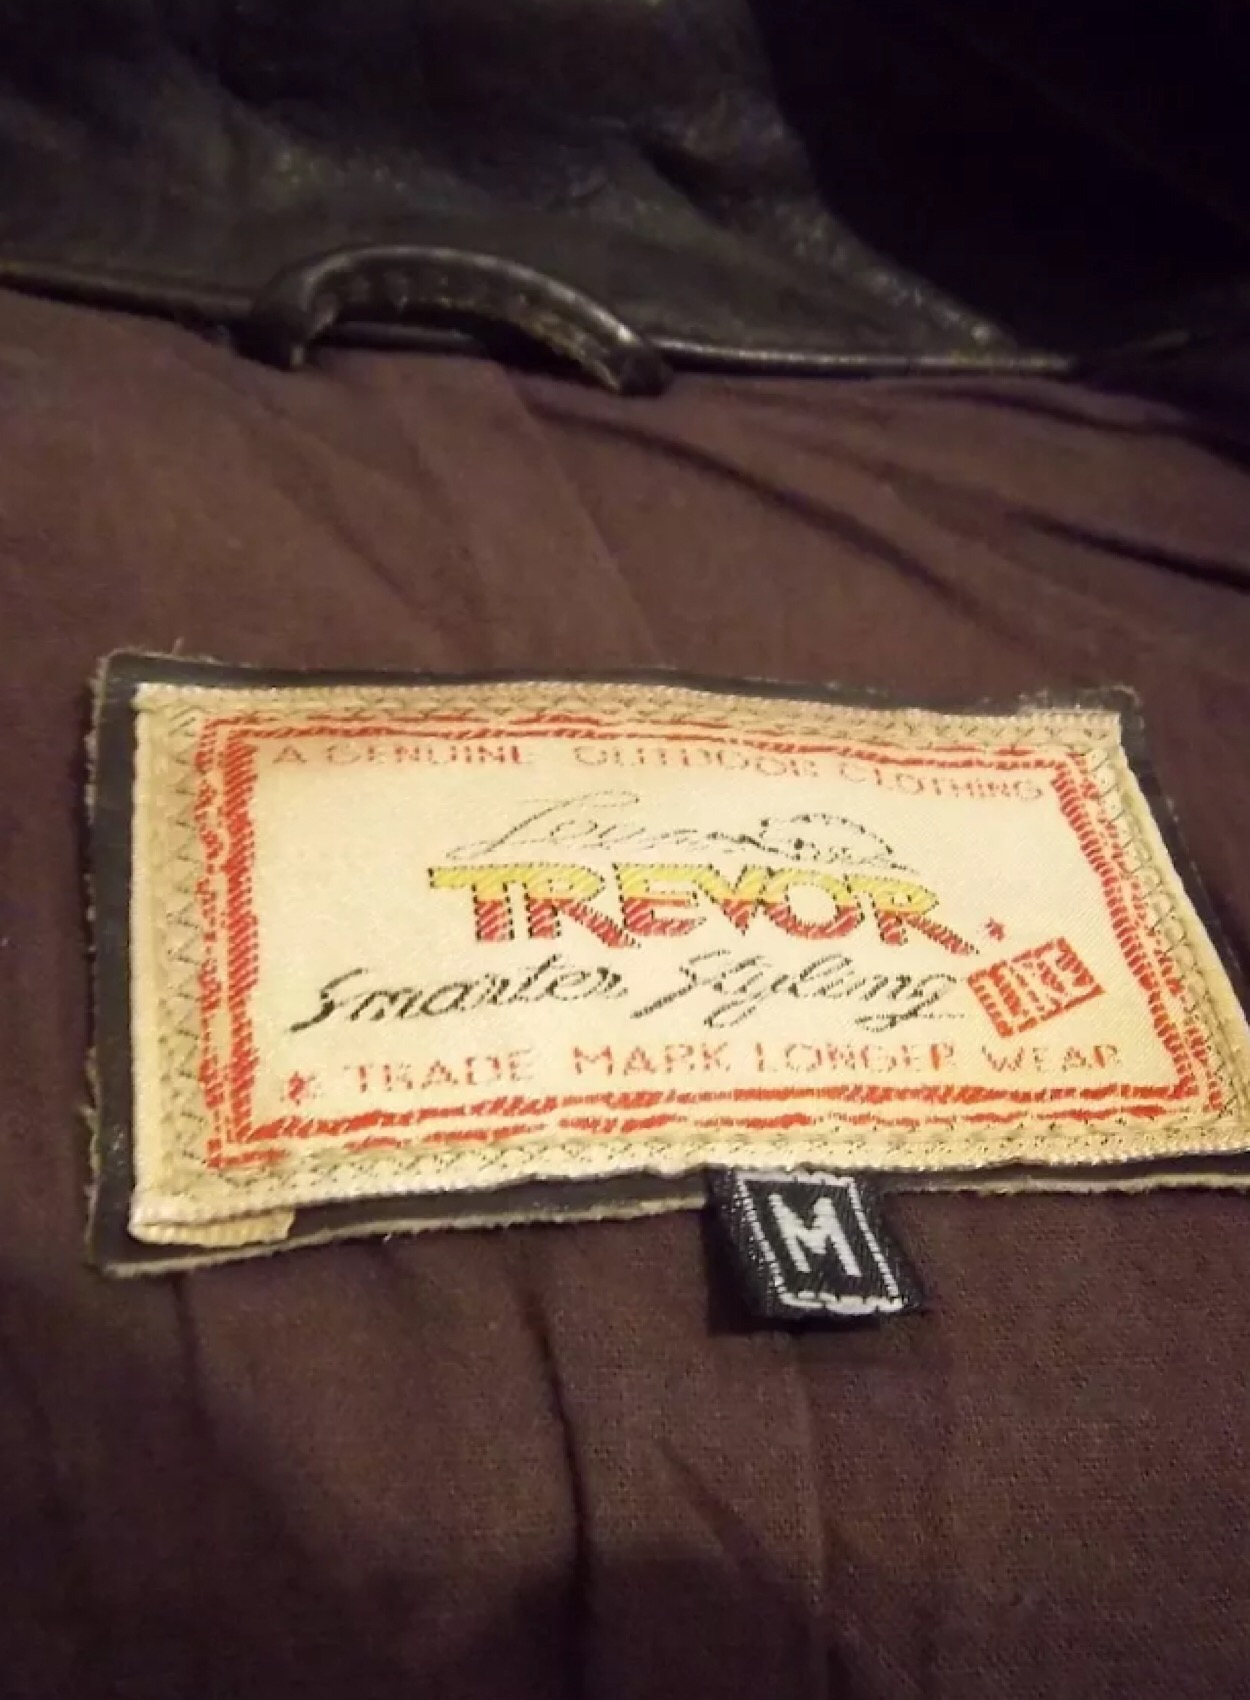 A GENUINE OUTDOOR CLOTHING
TREVOR
Smarter Styling
TRADE MARK LONGER WEAR
M